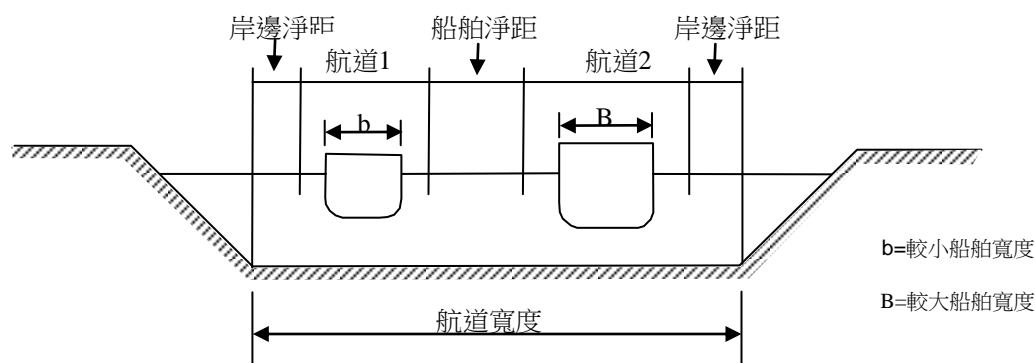 岸邊淨距 船舶淨距 岸邊淨距
航道1 航道2
b B
b=較小船舶寬度
B=較大船舶寬度
航道寬度